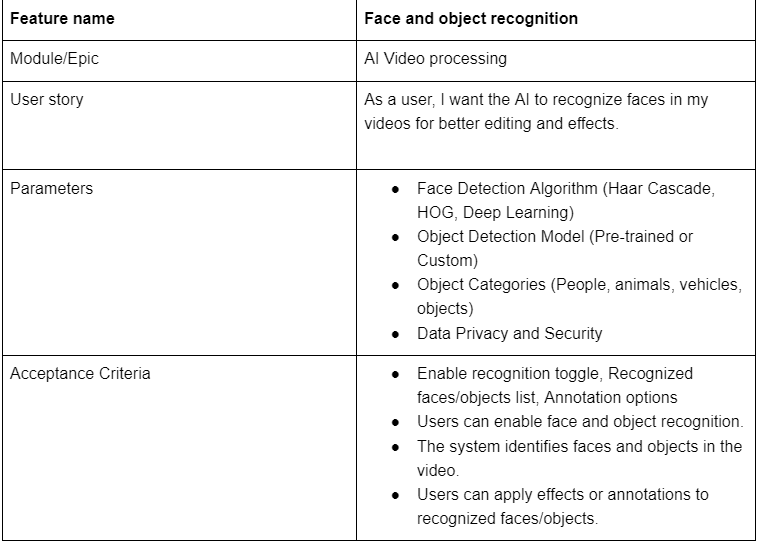 Feature name
Face and object recognition
Module/Epic
AI Video processing
User story
As a user, I want the AI to recognize faces in my
videos for better editing and effects.
Parameters
● Face Detection Algorithm (Haar Cascade,
HOG, Deep Learning)
● Object Detection Model (Pre-trained or
Custom)
● Object Categories (People, animals, vehicles,
objects)
● Data Privacy and Security
Acceptance Criteria
● Enable recognition toggle, Recognized
faces/objects list, Annotation options
● Users can enable face and object recognition.
● The system identifies faces and objects in the
video.
● Users can apply effects or annotations to
recognized faces/objects.